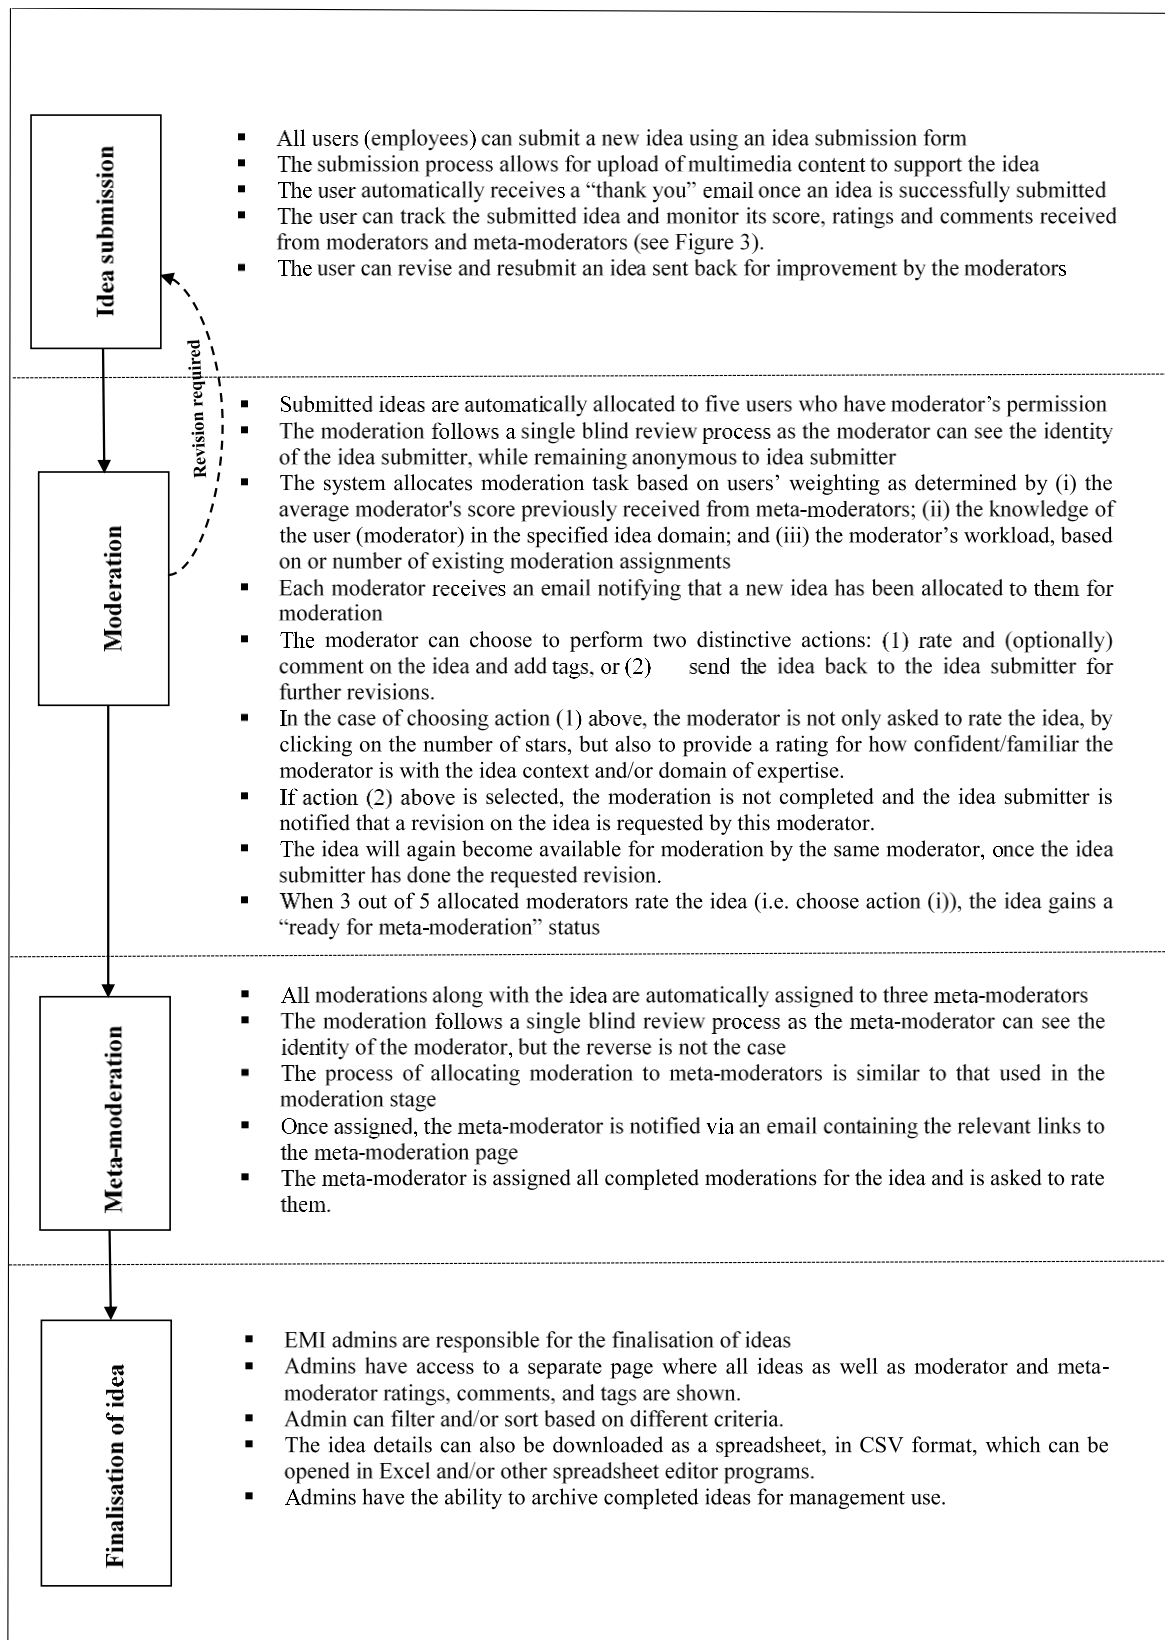 Idea submission
▪ All users (employees) can submit a new idea using an idea submission form
▪ The submission process allows for upload of multimedia content to support the idea
▪ The user automatically receives a “thank you” email once an idea is successfully submitted
▪ The user can track the submitted idea and monitor its score, ratings and comments received
from moderators and meta-moderators (see Figure 3).
▪ The user can revise and resubmit an idea sent back for improvement by the moderators
Revision required
Moderation
▪ Submitted ideas are automatically allocated to five users who have moderator’s permission
▪ The moderation follows a single blind review process as the moderator can see the identity
of the idea submitter, while remaining anonymous to idea submitter
▪ The system allocates moderation task based on users’ weighting as determined by (i) the
average moderator's score previously received from meta-moderators; (ii) the knowledge of
the user (moderator) in the specified idea domain; and (iii) the moderator’s workload, based
on or number of existing moderation assignments
▪ Each moderator receives an email notifying that a new idea has been allocated to them for
moderation
▪ The moderator can choose to perform two distinctive actions: (1) rate and (optionally)
comment on the idea and add tags, or (2) send the idea back to the idea submitter for
further revisions.
▪ In the case of choosing action (1) above, the moderator is not only asked to rate the idea, by
clicking on the number of stars, but also to provide a rating for how confident/familiar the
moderator is with the idea context and/or domain of expertise.
▪ If action (2) above is selected, the moderation is not completed and the idea submitter is
notified that a revision on the idea is requested by this moderator.
▪ The idea will again become available for moderation by the same moderator, once the idea
submitter has done the requested revision.
▪ When 3 out of 5 allocated moderators rate the idea (i.e. choose action (i)), the idea gains a
“ready for meta-moderation” status
Meta-moderation
▪ All moderations along with the idea are automatically assigned to three meta-moderators
▪ The moderation follows a single blind review process as the meta-moderator can see the
identity of the moderator, but the reverse is not the case
▪ The process of allocating moderation to meta-moderators is similar to that used in the
moderation stage
▪ Once assigned, the meta-moderator is notified via an email containing the relevant links to
the meta-moderation page
▪ The meta-moderator is assigned all completed moderations for the idea and is asked to rate
them.
Finalisation of idea
▪ EMI admins are responsible for the finalisation of ideas
▪ Admins have access to a separate page where all ideas as well as moderator and meta-
moderator ratings, comments, and tags are shown.
▪ Admin can filter and/or sort based on different criteria.
▪ The idea details can also be downloaded as a spreadsheet, in CSV format, which can be
opened in Excel and/or other spreadsheet editor programs.
▪ Admins have the ability to archive completed ideas for management use.